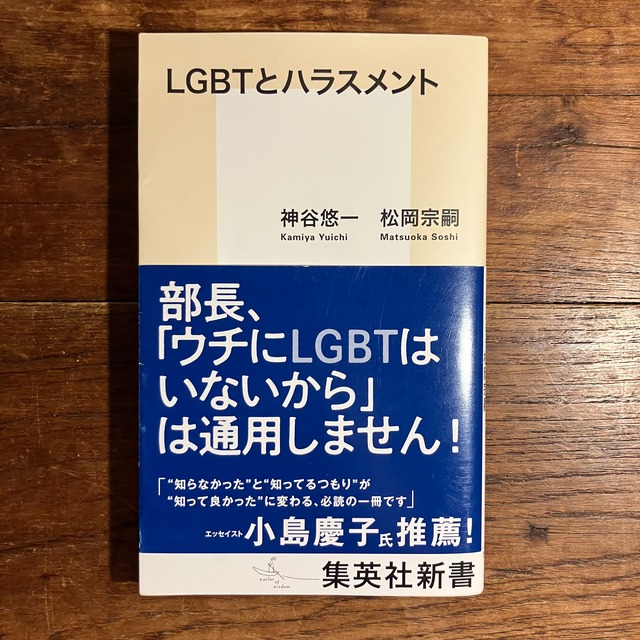 LGBTとハラスメント
神谷悠一 松岡宗嗣
Kamiya Yuichi Matsuoka Soshi
部長、
「ウチにLGBTは
いないから」
は通用しません！
「“知らなかった”と“知ってるつもり”が
“知って良かった”に変わる、必読の一冊です」
エッセイスト 小島慶子氏推薦！
a pilot of wisdom
集英社新書